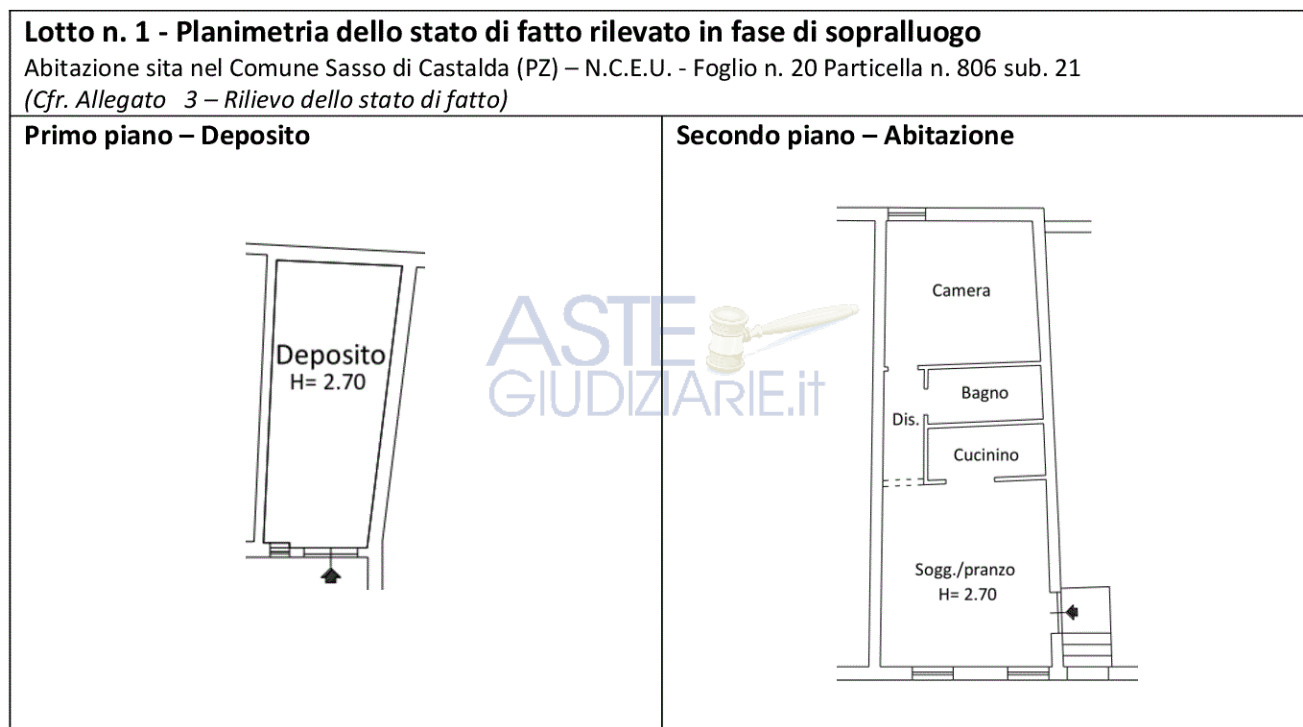 Lotto n. 1 - Planimetria dello stato di fatto rilevato in fase di sopralluogo
Abitazione sita nel Comune Sasso di Castalda (PZ) – N.C.E.U. - Foglio n. 20 Particella n. 806 sub. 21
(Cfr. Allegato 3 – Rilievo dello stato di fatto)
Primo piano – Deposito
Deposito
H= 2.70
Secondo piano – Abitazione
Camera
Bagno
Dis.
Cucinino
Sogg./pranzo
H= 2.70
ASTE
GIUDIZIARIE.it